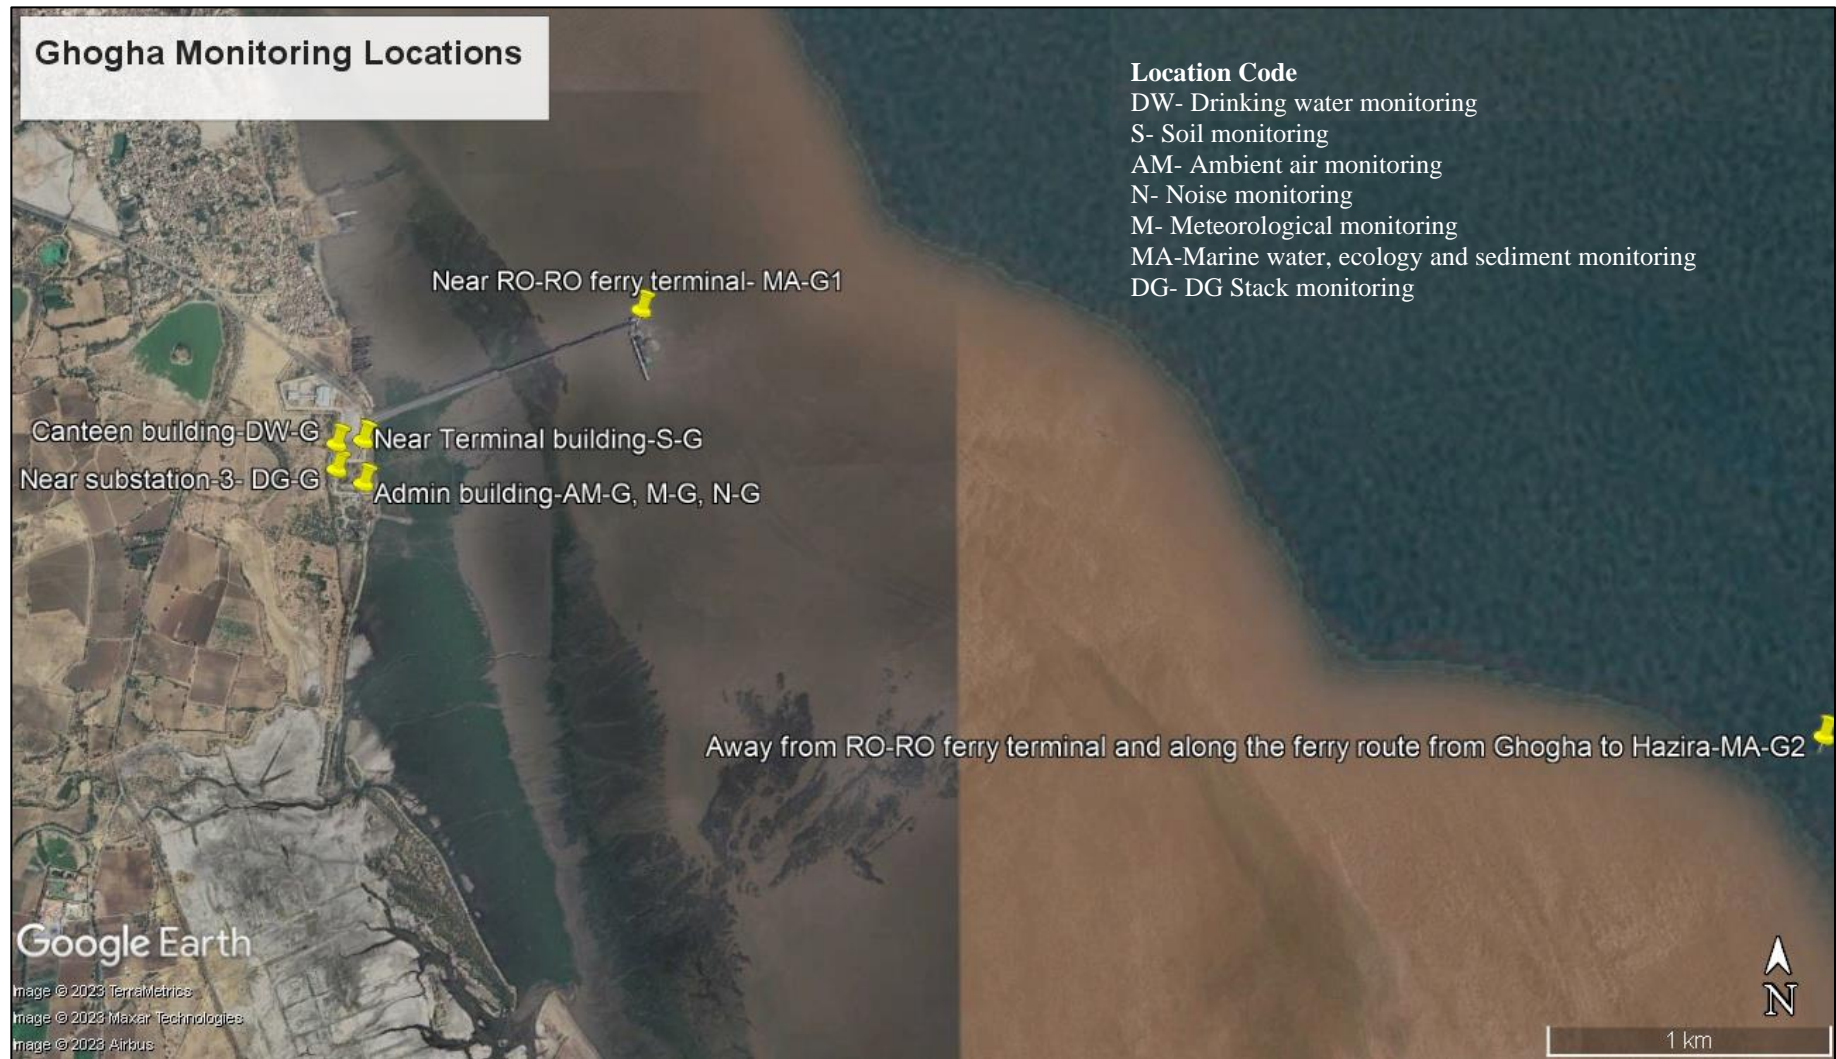 Ghogha Monitoring Locations
Location Code
DW- Drinking water monitoring
S- Soil monitoring
AM- Ambient air monitoring
N- Noise monitoring
M- Meteorological monitoring
MA-Marine water, ecology and sediment monitoring
DG- DG Stack monitoring
Near RO-RO ferry terminal- MA-G1
Canteen building-DW-G
Near Terminal building-S-G
Near substation-3- DG-G
Admin building-AM-G, M-G, N-G
Away from RO-RO ferry terminal and along the ferry route from Ghogha to Hazira-MA-G2
Google Earth
Image © 2023 TerraMetrics
Image © 2023 Maxar Technologies
Image © 2023 Airbus
N
1 km